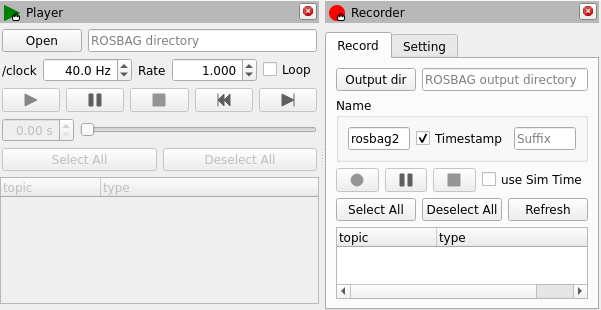 Player
Open ROSBAG directory
/clock 40.0 Hz Rate 1.000 Loop
0.00 s
Select All Deselect All
topic type
Recorder
Record Setting
Output dir ROSBAG output directory
Name
rosbag2 Timestamp Suffix
use Sim Time
Select All Deselect All Refresh
topic type